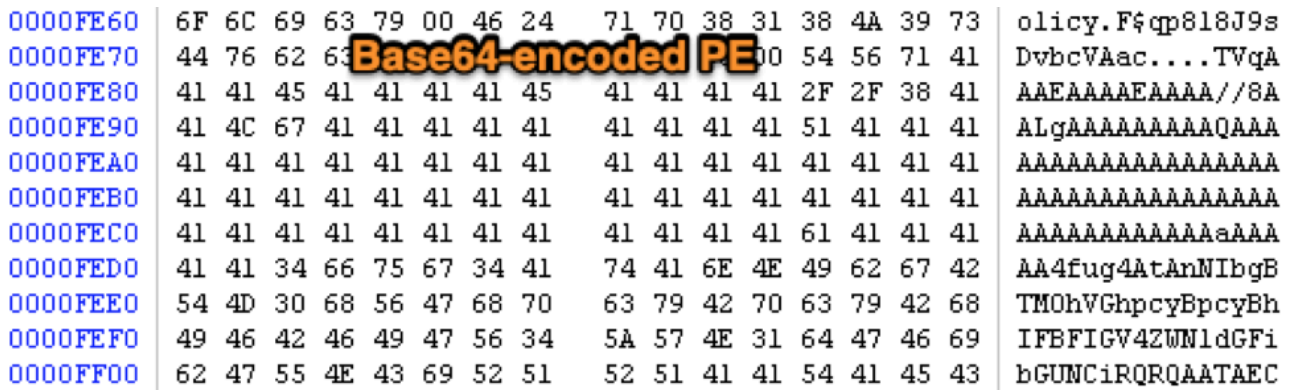 0000FE60 6F 6C 69 63 79 00 46 24 71 70 38 31 38 4A 39 73 olicy.F$qp818J9s
0000FE70 44 76 62 63 Base64-encoded PE 00 54 56 71 41 DvbcVAac....TVqA
0000FE80 41 41 45 41 41 41 41 45 41 41 41 41 2F 2F 38 41 AAEAAAAEAAAA//8A
0000FE90 41 4C 67 41 41 41 41 41 41 41 41 41 51 41 41 41 ALgAAAAAAAAAQAAA
0000FEA0 41 41 41 41 41 41 41 41 41 41 41 41 41 41 41 41 AAAAAAAAAAAAAAAA
0000FEB0 41 41 41 41 41 41 41 41 41 41 41 41 41 41 41 41 AAAAAAAAAAAAAAAA
0000FEC0 41 41 41 41 41 41 41 41 41 41 41 41 61 41 41 41 AAAAAAAAAAAAaAAA
0000FED0 41 41 34 66 75 67 34 41 74 41 6E 4E 49 62 67 42 AA4fug4AtAnNIbgB
0000FEE0 54 4D 30 68 56 47 68 70 63 79 42 70 63 79 42 68 TM0hVGhpcyBpcyBh
0000FEF0 49 46 42 46 49 47 56 34 5A 57 4E 31 64 47 46 69 IFBFIGV4ZWN1dGFi
0000FF00 62 47 55 4E 43 69 52 51 52 51 41 41 54 41 45 43 bGUNCiRQRQAATAEC